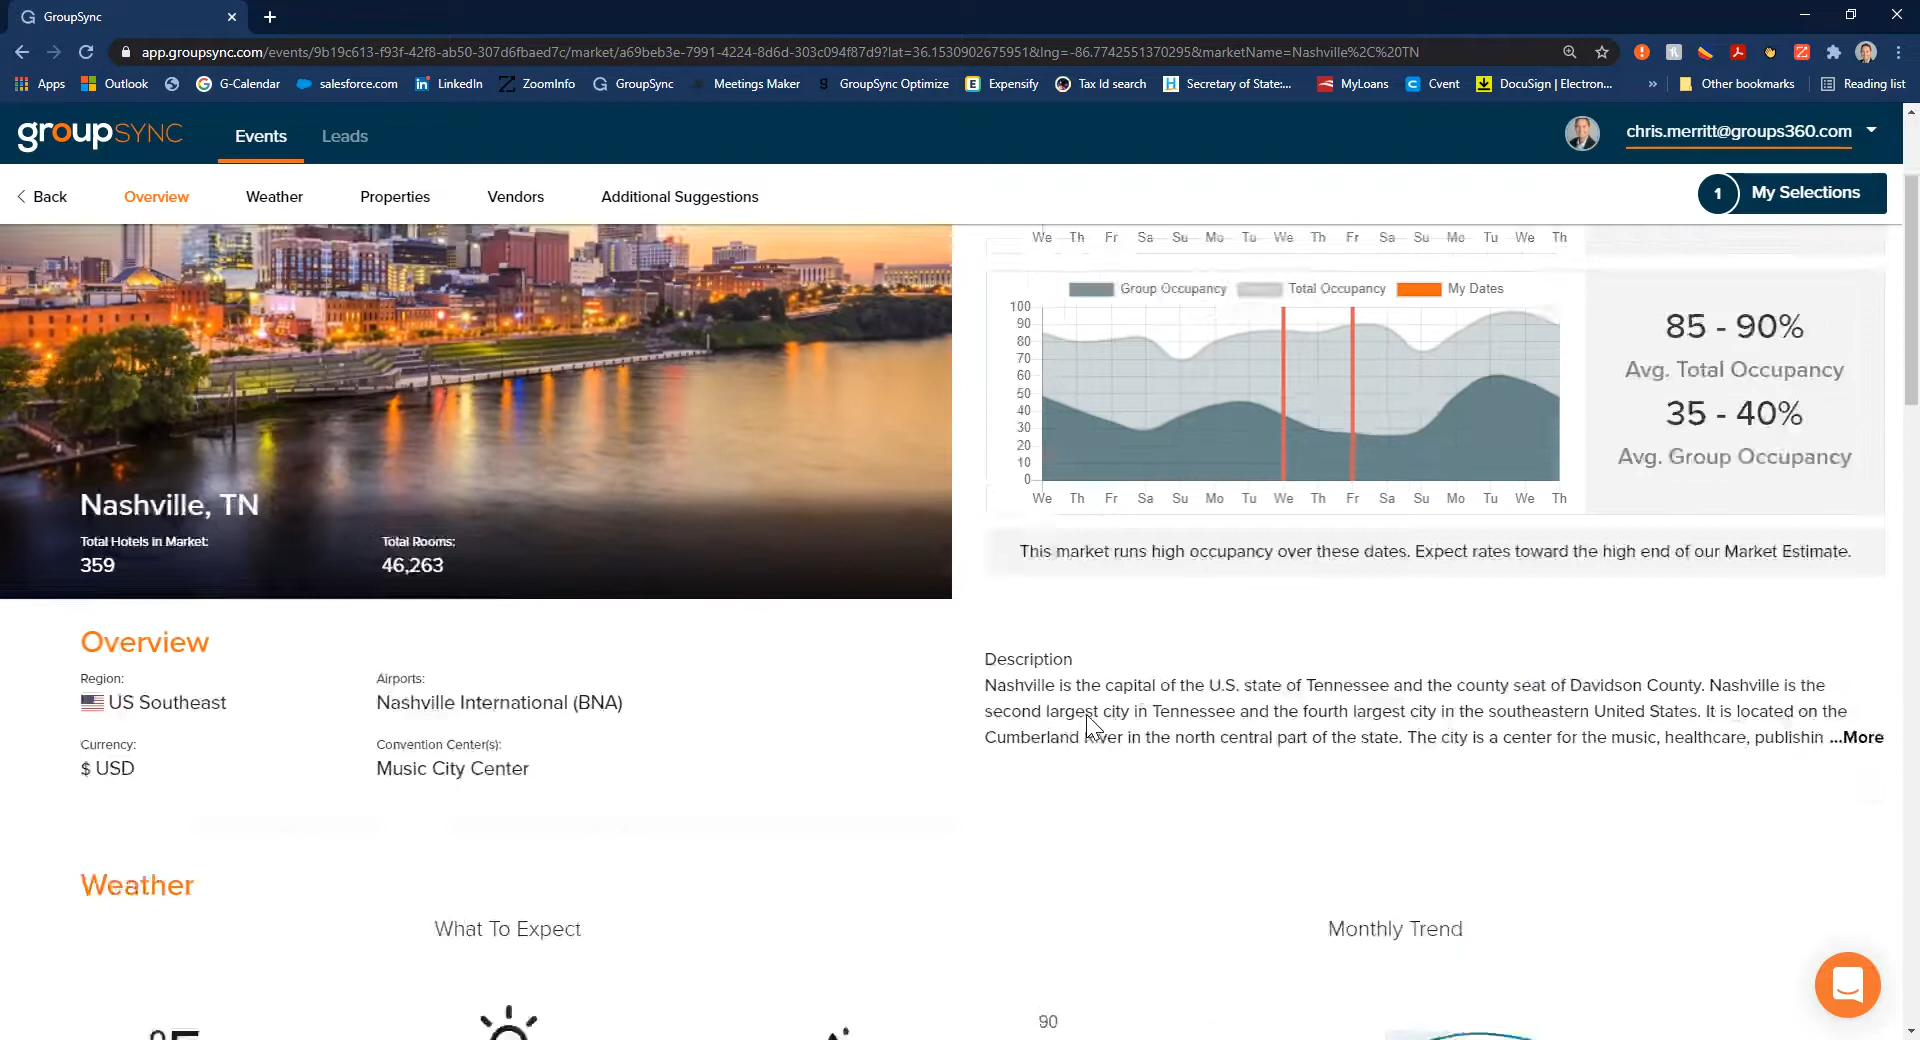 GroupSync
app.groupsync.com/events/9b19c613-f93f-42f8-ab50-307d6fbaed7c/market/a69beb3e-7991-4224-8d6d-303c094f87d9?lat=36.1530902675951&lng=-86.7742551370295&marketName=Nashville%2C%20TN
Apps Outlook G-Calendar salesforce.com LinkedIn ZoomInfo GroupSync Meetings Maker GroupSync Optimize Expensify Tax Id search Secretary of State:... MyLoans Cvent DocuSign | Electron... » Other bookmarks Reading list
groupSYNC Events Leads chris.merritt@groups360.com
Back Overview Weather Properties Vendors Additional Suggestions 1 My Selections
We Th Fr Sa Su Mo Tu We Th Fr Sa Su Mo Tu We Th
Group Occupancy Total Occupancy My Dates
100
90
80
70
60
50
40
30
20
10
0
We Th Fr Sa Su Mo Tu We Th Fr Sa Su Mo Tu We Th
85 - 90%
Avg. Total Occupancy
35 - 40%
Avg. Group Occupancy
This market runs high occupancy over these dates. Expect rates toward the high end of our Market Estimate.
Nashville, TN
Total Hotels in Market: Total Rooms:
359 46,263
Overview
Region: Airports:
US Southeast Nashville International (BNA)
Currency: Convention Center(s):
$ USD Music City Center
Description
Nashville is the capital of the U.S. state of Tennessee and the county seat of Davidson County. Nashville is the
second largest city in Tennessee and the fourth largest city in the southeastern United States. It is located on the
Cumberland River in the north central part of the state. The city is a center for the music, healthcare, publishin ...More
Weather
What To Expect Monthly Trend
90